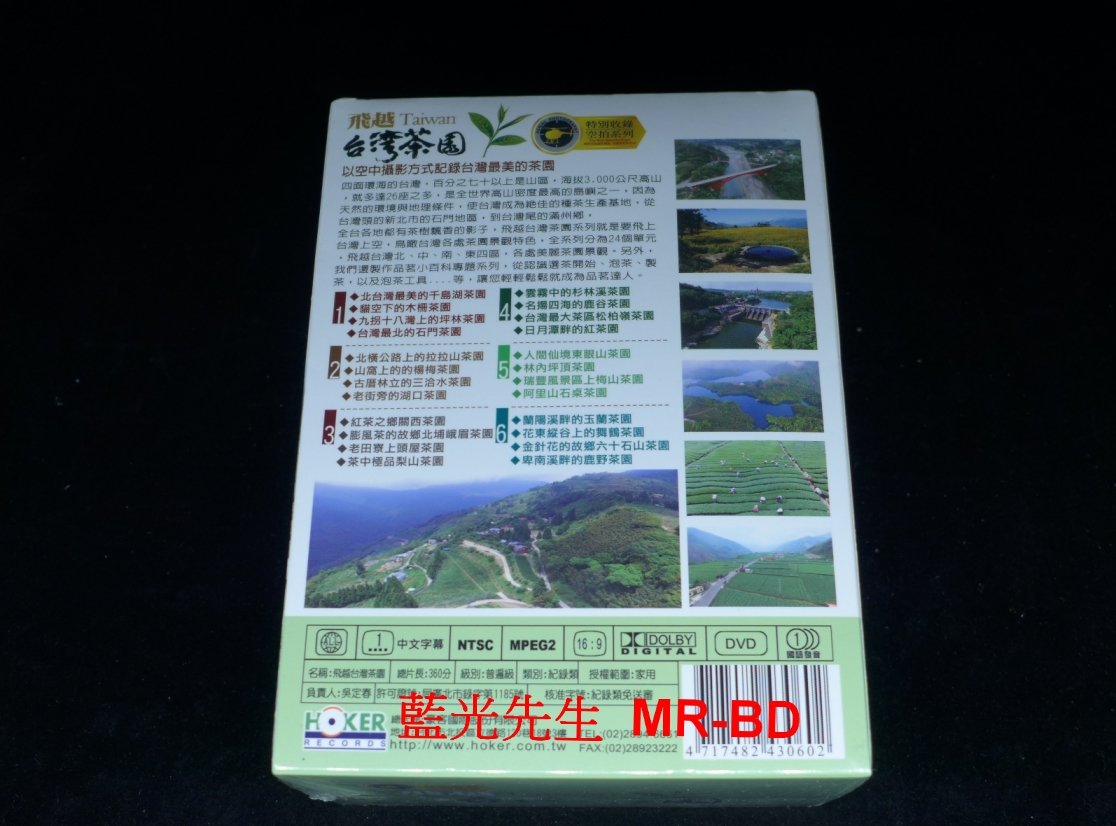 飛越 Taiwan
台灣茶園
特別收錄
空拍系列
以空中攝影方式記錄台灣最美的茶園
四面環海的台灣，百分之七十以上是山區，海拔3.000公尺高山
，就多達26座之多，是全世界高山密度最高的島嶼之一，因為
天然的環境與地理條件，使台灣成為絕佳的種茶生產基地，從
台灣頭的新北市的石門地區，到台灣尾的滿州鄉，
全台各地都有茶樹飄香的影子，飛越台灣茶園系列就是要飛上
台灣上空，鳥瞰台灣各處茶園景觀特色，全系列分為24個單元
，飛越台灣北、中、南、東四區，各處美麗茶園景觀。另外，
我們還製作品茗小百科專題系列，從認識選茶開始、泡茶、製
茶，以及泡茶工具....等，讓您輕輕鬆鬆就成為品茗達人。
1
◆北台灣最美的千島湖茶園
◆貓空下的木柵茶園
◆九拐十八灣上的坪林茶園
◆台灣最北的石門茶園
2
◆北橫公路上的拉拉山茶園
◆山窩上的的楊梅茶園
◆古厝林立的三洽水茶園
◆老街旁的湖口茶園
3
◆紅茶之鄉關西茶園
◆膨風茶的故鄉北埔峨眉茶園
◆老田寮上頭屋茶園
◆茶中極品梨山茶園
4
◆雲霧中的杉林溪茶園
◆名揚四海的鹿谷茶園
◆台灣最大茶區松柏嶺茶園
◆日月潭畔的紅茶園
5
◆人間仙境東眼山茶園
◆林內坪頂茶園
◆瑞豐風景區上梅山茶園
◆阿里山石桌茶園
6
◆蘭陽溪畔的玉蘭茶園
◆花東縱谷上的舞鶴茶園
◆金針花的故鄉六十石山茶園
◆卑南溪畔的鹿野茶園
ALL
1 中文字幕 NTSC MPEG2 16:9 DOLBY DIGITAL DVD 1 國語發音
名稱:飛越台灣茶園 總片長:360分 級別:普遍級 類別:紀錄類 授權範圍:家用
負責人:吳定春 核准字號:紀錄類免送審
藍光先生 MR-BD
HOKER
RECORDS
http://www.hoker.com.tw FAX:(02)28923222
4 717482 430602